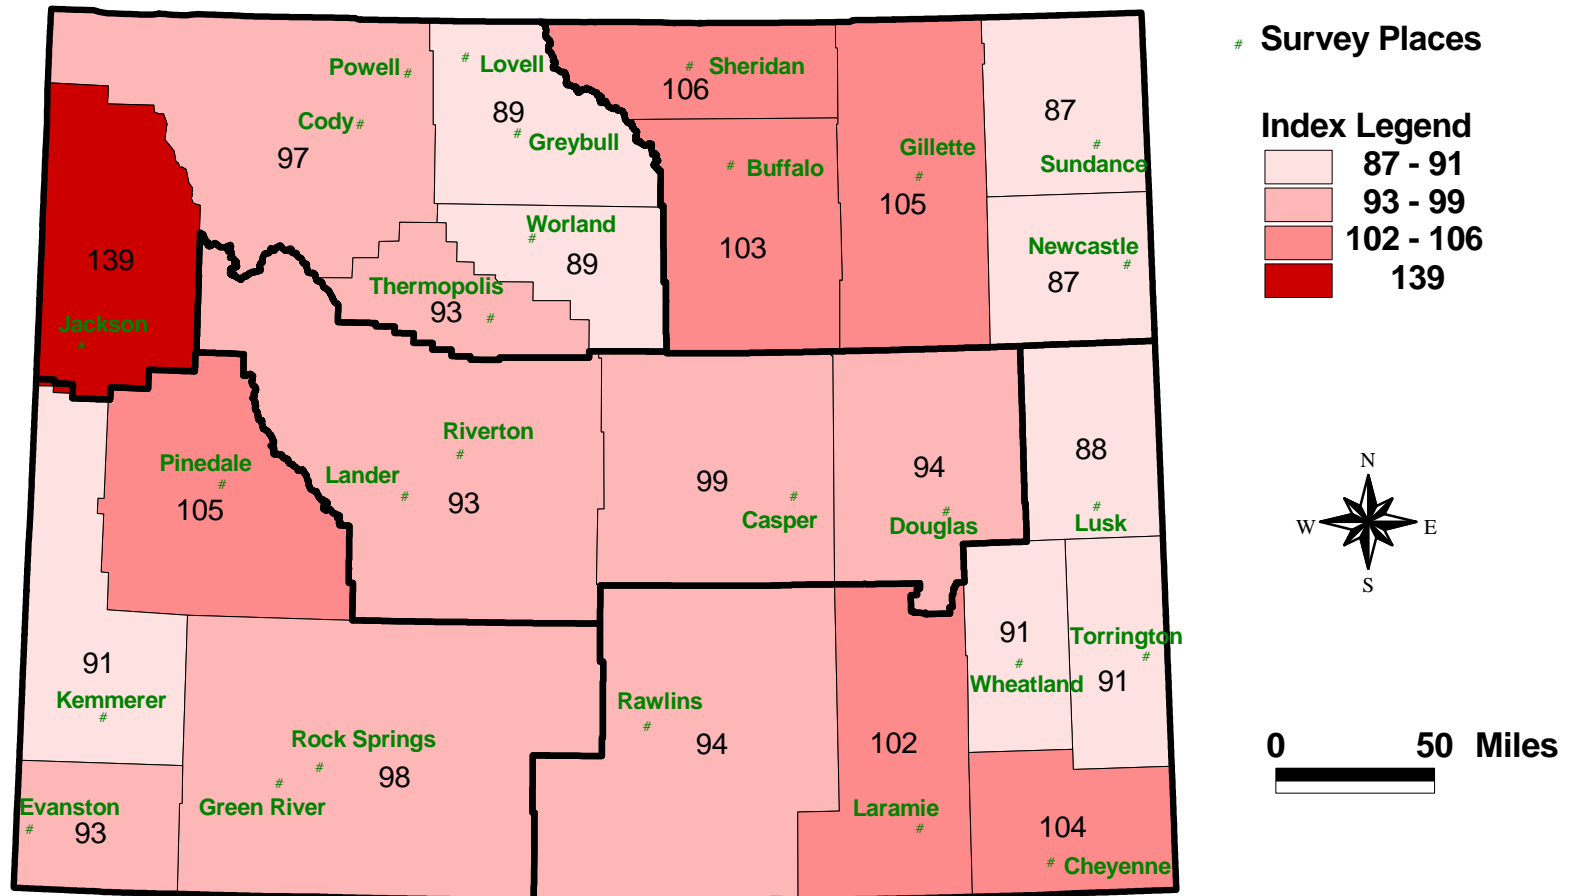 # Survey Places
Index Legend
87 - 91
93 - 99
102 - 106
139
Powell #
# Lovell
# Sheridan
106
Cody #
97
89
# Greybull
# Buffalo
Gillette
#
105
87
#
Sundance
139
Jackson
#
Worland
#
89
103
Newcastle
#
87
Thermopolis
93 #
Pinedale
#
105
Riverton
#
Lander
#
93
99
#
Casper
94
#
Douglas
88
#
Lusk
N
W E
S
91
Kemmerer
#
Rock Springs
#
98
#
Green River
Rawlins
#
94
102
Laramie
#
91
#
Wheatland
Torrington
#
91
Evanston
# 93
104
# Cheyenne
0 50 Miles